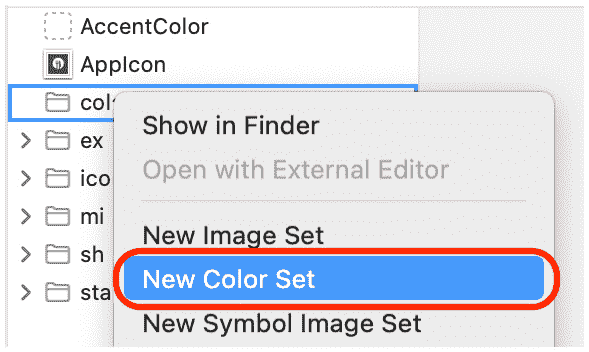 AccentColor
AppIcon
Show in Finder
ex
Open with External Editor
ico
mi
New Image Set
sh
New Color Set
sta
New Symbol Image Set